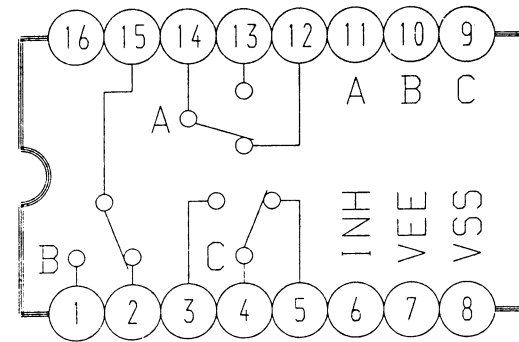 16 15 14 13 12 11 10 9
A B C
A
B C INH VEE VSS
1 2 3 4 5 6 7 8